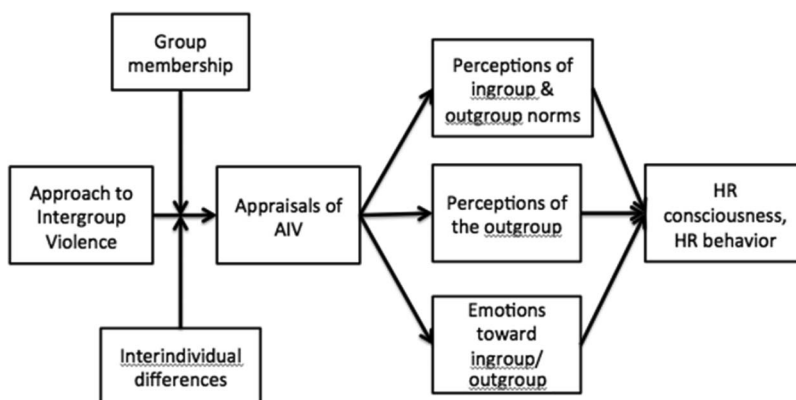 Group
membership
Perceptions of
ingroup &
outgroup norms
Approach to
Intergroup
Violence
Appraisals of
AIV
Perceptions of
the outgroup
HR
consciousness,
HR behavior
Interindividual
differences
Emotions
toward
ingroup/
outgroup